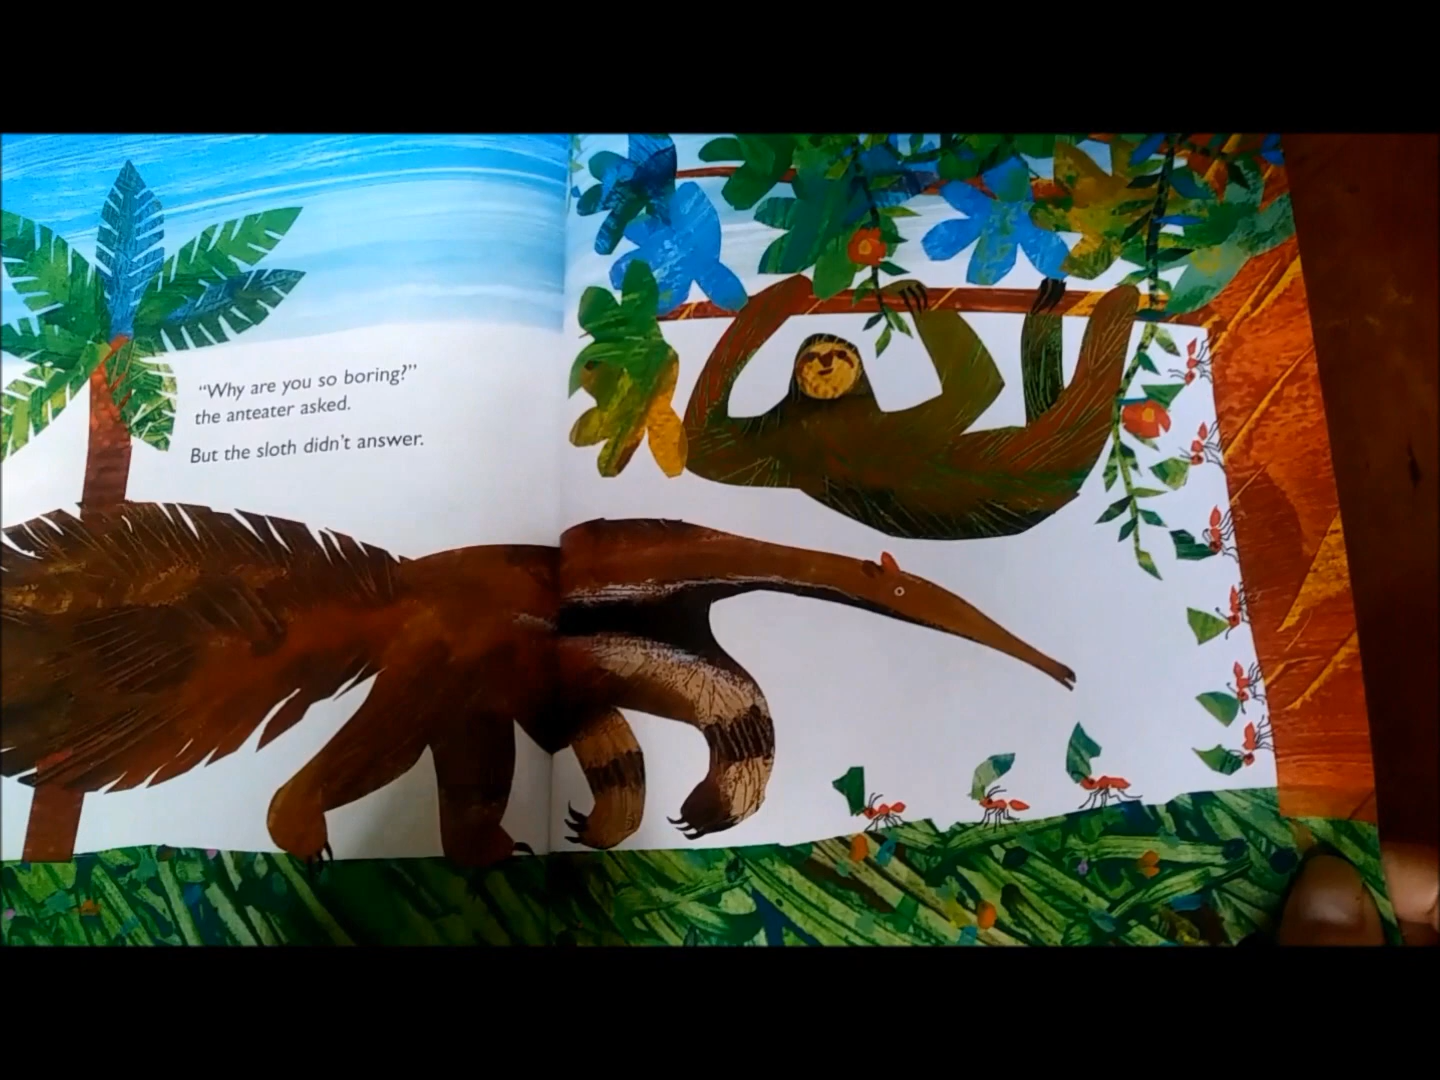 “Why are you so boring?”
the anteater asked.
But the sloth didn’t answer.